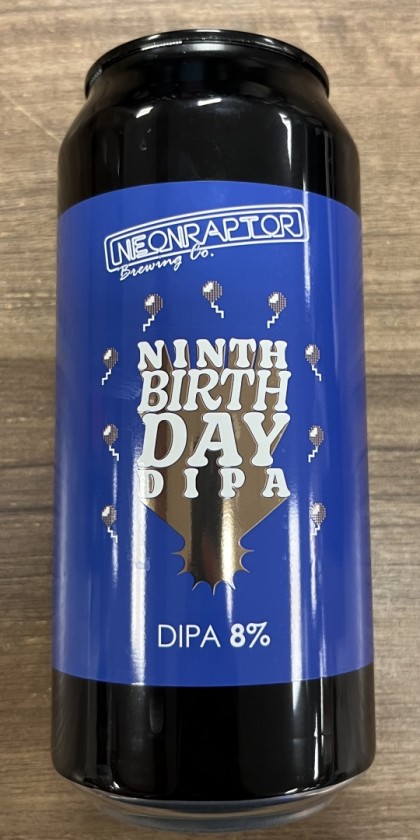 NEONRAPTOR
Brewing Co.
NINTH
BIRTH
DAY
DIPA
DIPA 8%